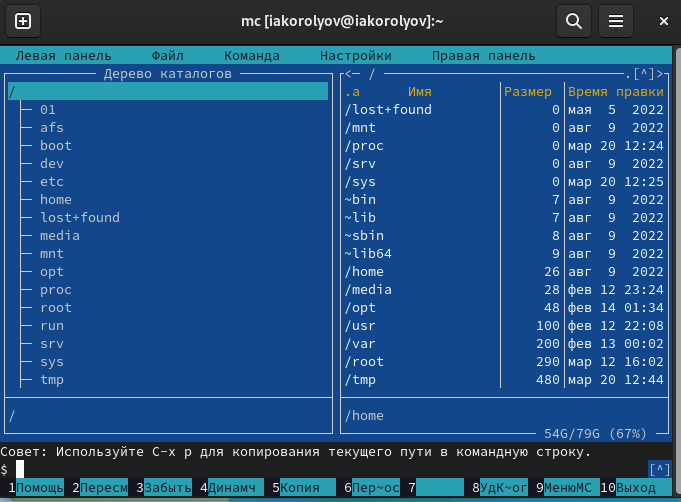 mc [iakorolyov@iakorolyov]:~
Левая панель Файл Команда Настройки Правая панель
Дерево каталогов
/
01
afs
boot
dev
etc
home
lost+found
media
mnt
opt
proc
root
run
srv
sys
tmp
/
<─ / .[^]>
.и Имя Размер Время правки
/lost+found 0 мая 5 2022
/mnt 0 авг 9 2022
/proc 0 мар 20 12:24
/srv 0 авг 9 2022
/sys 0 мар 20 12:25
~bin 7 авг 9 2022
~lib 7 авг 9 2022
~sbin 8 авг 9 2022
~lib64 9 авг 9 2022
/home 26 авг 9 2022
/media 28 фев 12 23:24
/opt 48 фев 14 01:34
/usr 100 фев 12 22:08
/var 200 фев 13 00:02
/root 290 мар 12 16:02
/tmp 480 мар 20 12:44
/home
54G/79G (67%)
Совет: Используйте C-x p для копирования текущего пути в командную строку.
$ [^]
1Помощь 2Пересм 3Забыть 4Динамч 5Копия 6Пер~ос 7 8УдК~ог 9МенюMC 10Выход